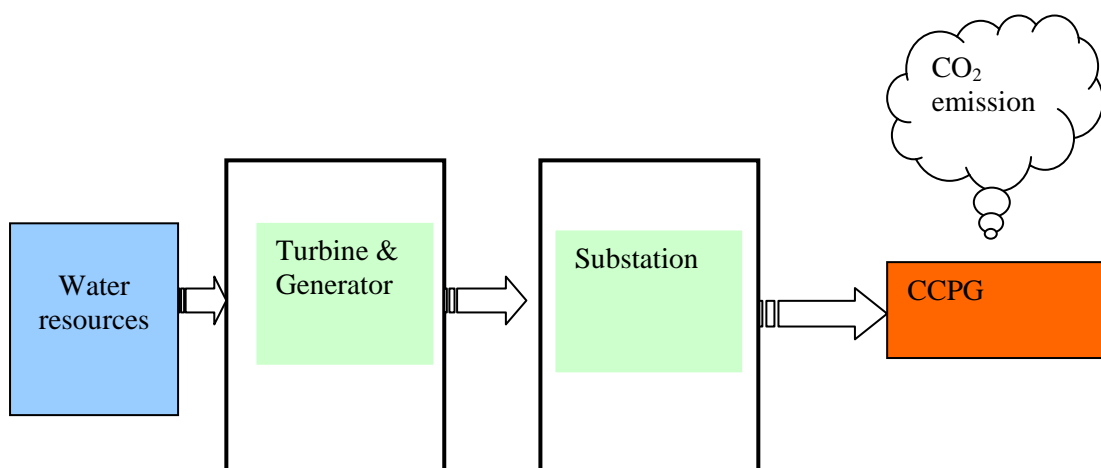 CO₂
emission
Water
resources
Turbine &
Generator
Substation
CCPG